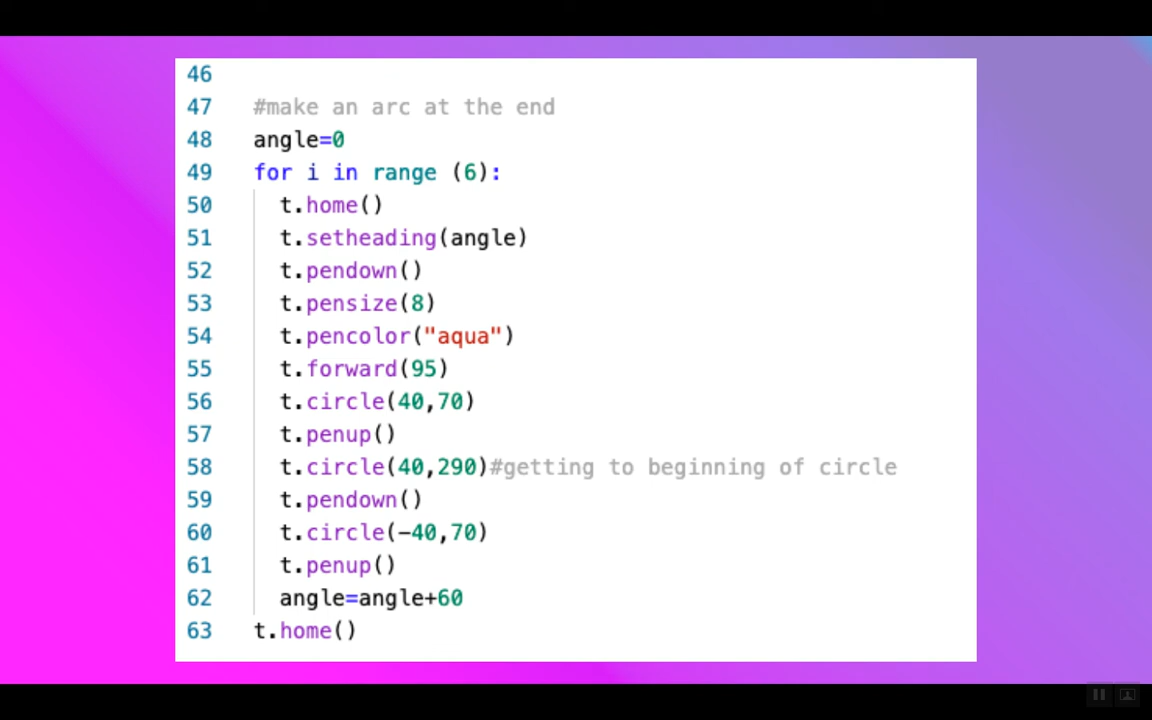 46
47 #make an arc at the end
48 angle=0
49 for i in range (6):
50 t.home()
51 t.setheading(angle)
52 t.pendown()
53 t.pensize(8)
54 t.pencolor("aqua")
55 t.forward(95)
56 t.circle(40,70)
57 t.penup()
58 t.circle(40,290)#getting to beginning of circle
59 t.pendown()
60 t.circle(-40,70)
61 t.penup()
62 angle=angle+60
63 t.home()